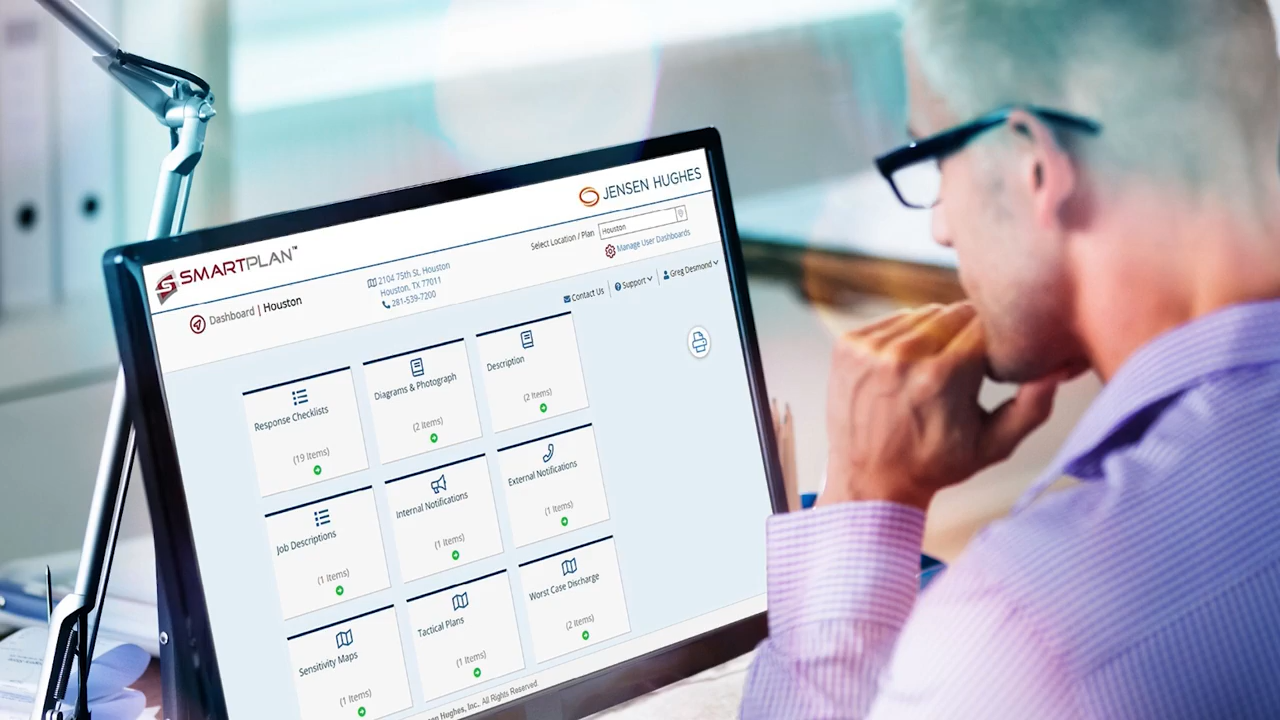 JENSEN HUGHES
SMARTPLAN™
Select Location / Plan
Houston
Manage User Dashboards
Dashboard | Houston
2104 75th St. Houston
Houston, TX 77011
281-539-7200
Contact Us
Support
Greg Desmond
Response Checklists
(19 Items)
Diagrams & Photograph
(2 Items)
Description
(2 Items)
Job Descriptions
(1 Items)
Internal Notifications
(1 Items)
External Notifications
(1 Items)
Sensitivity Maps
(1 Items)
Tactical Plans
(1 Items)
Worst Case Discharge
(2 Items)
Hughes, Inc. All Rights Reserved.